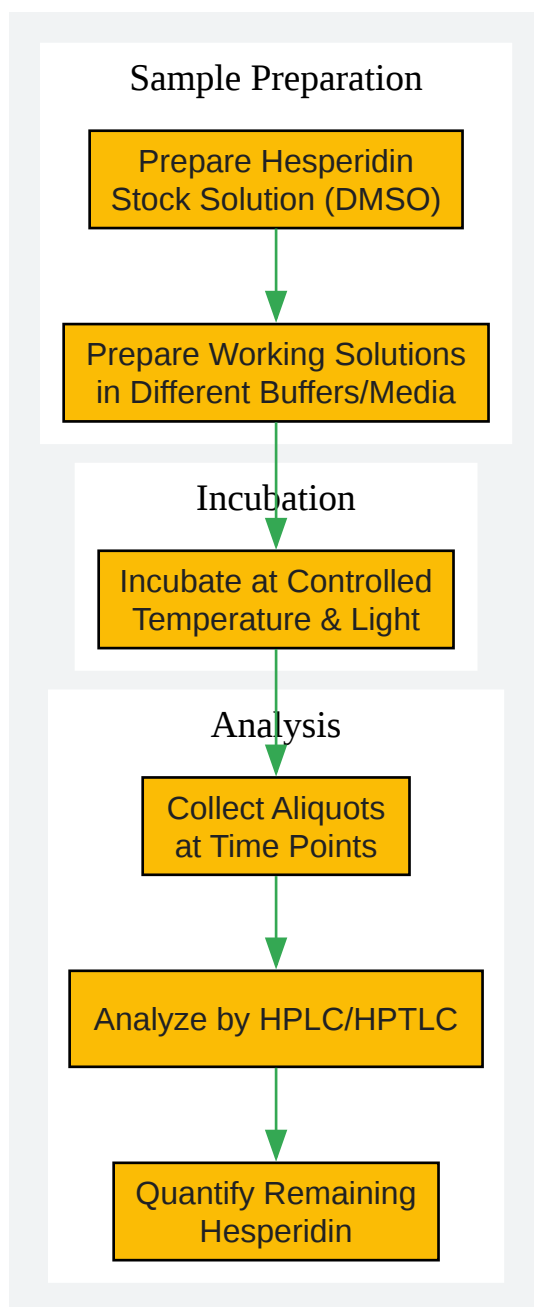 Sample Preparation
Prepare Hesperidin
Stock Solution (DMSO)
Prepare Working Solutions
in Different Buffers/Media
Incubation
Incubate at Controlled
Temperature & Light
Analysis
Collect Aliquots
at Time Points
Analyze by HPLC/HPTLC
Quantify Remaining
Hesperidin